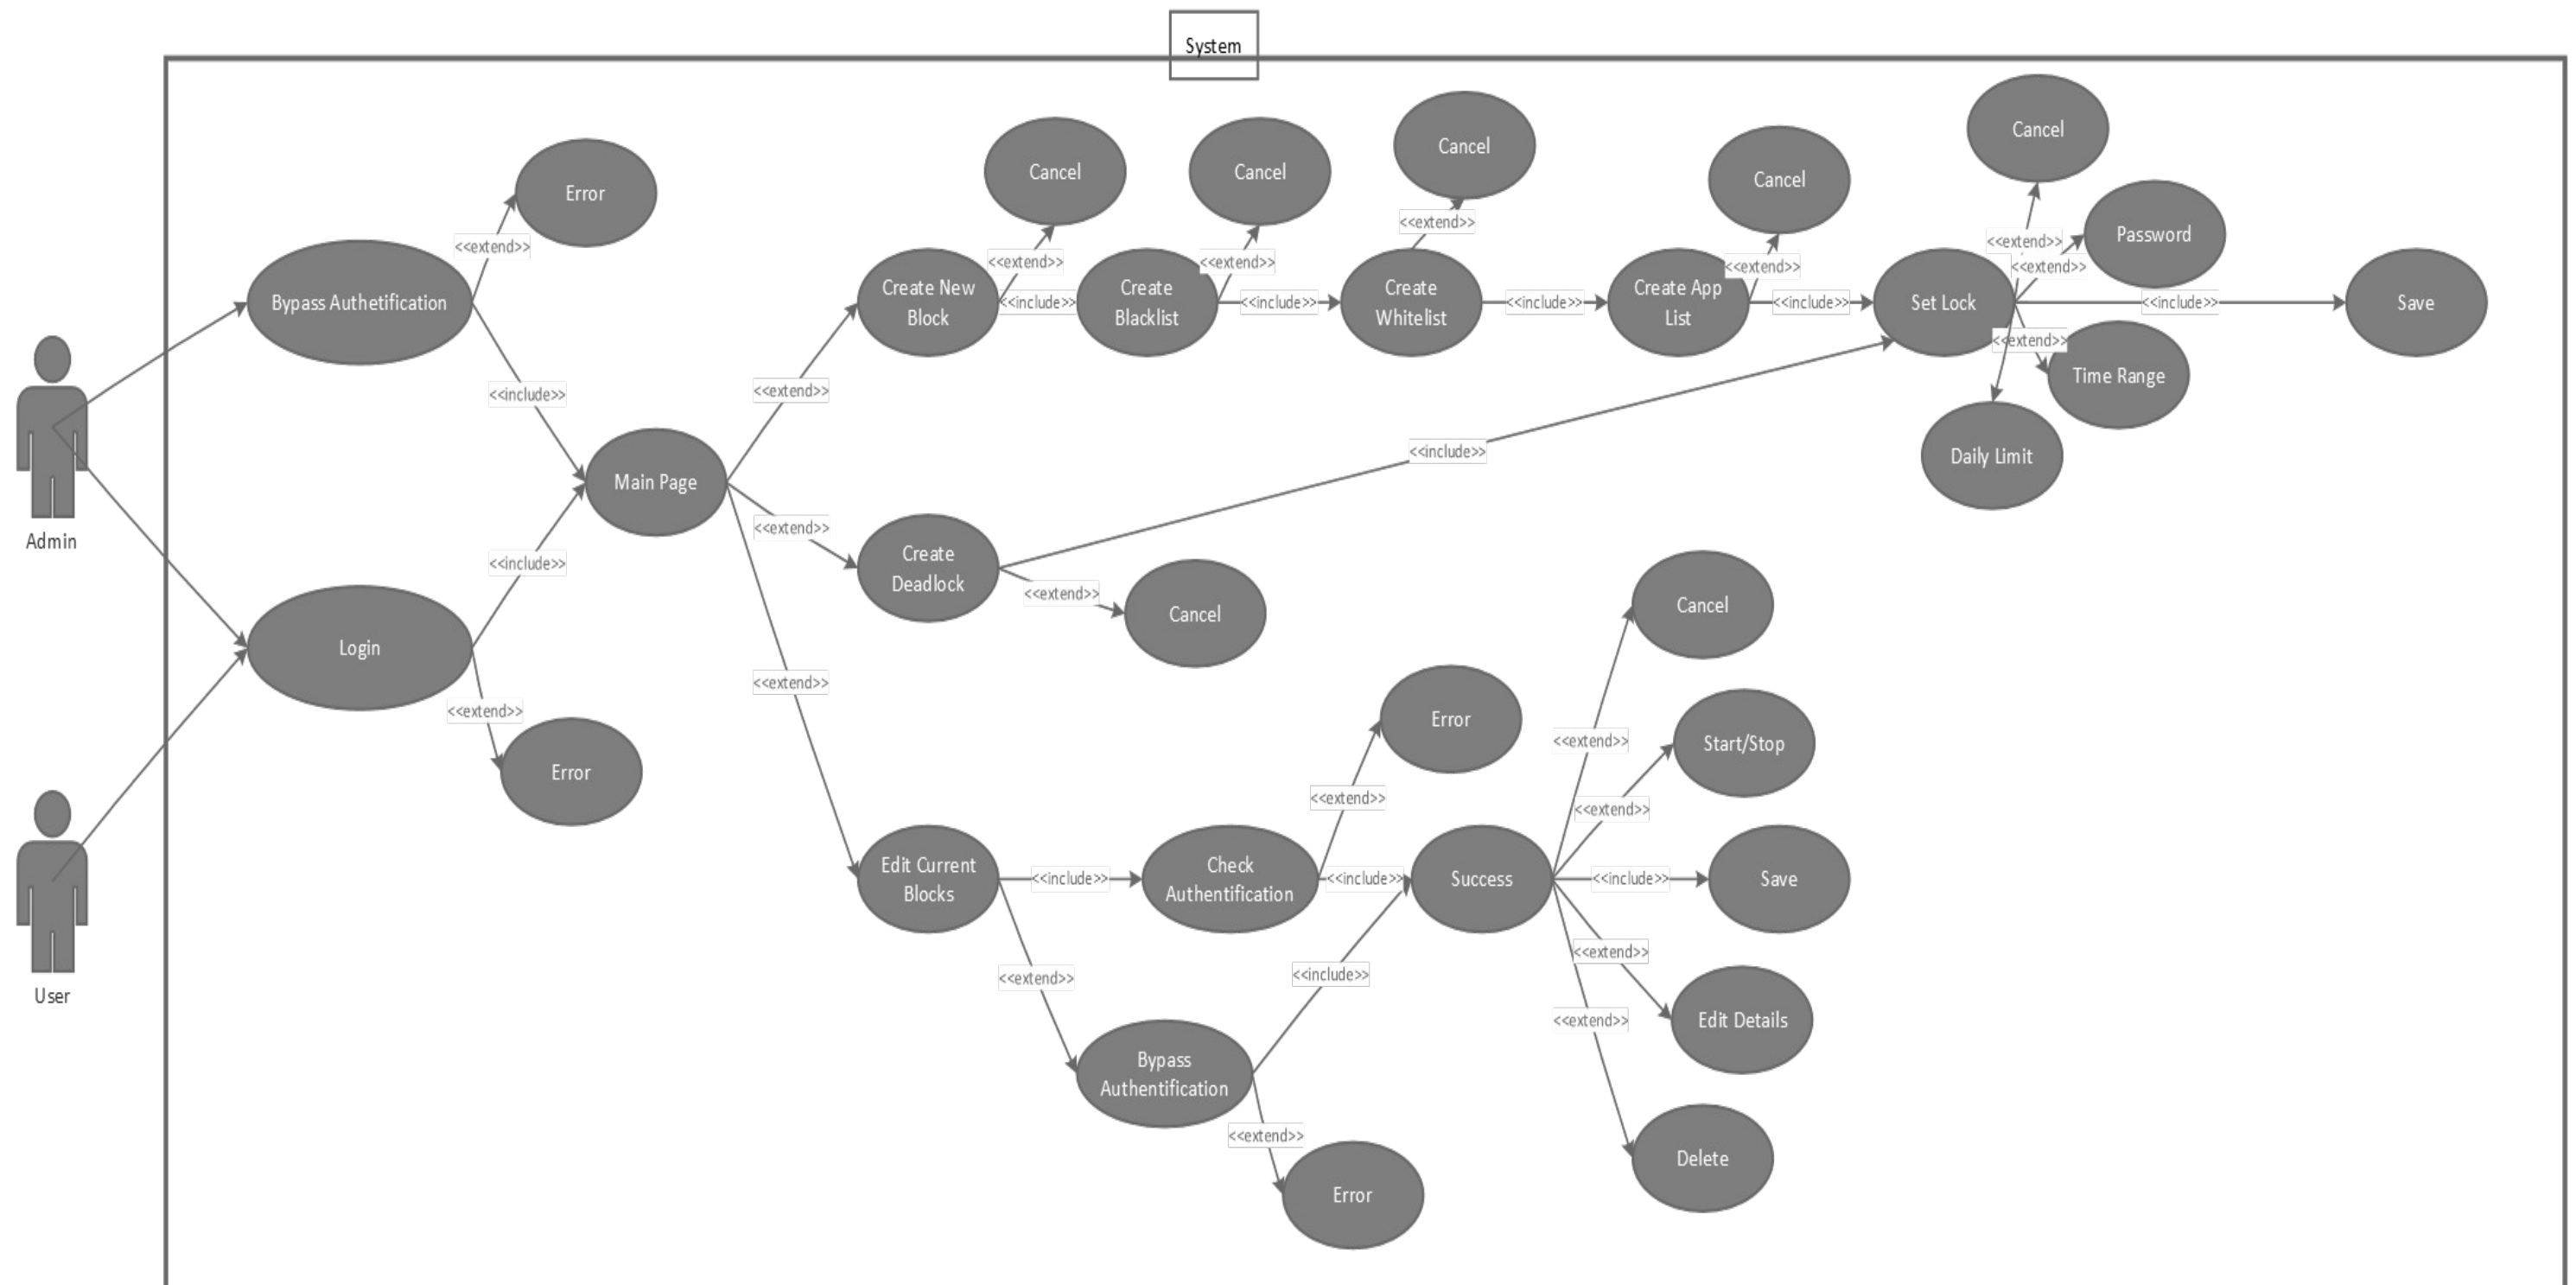 System
Cancel
Cancel
Cancel
Cancel
Cancel
Error
Password
<<extend>>
<<extend>>
<<extend>>
<<extend>>
<<extend>>
<<extend>>
<<extend>>
Bypass Authetification
Create New
Block
<<include>>
Create
Blacklist
<<include>>
Create
Whitelist
<<include>>
Create App
List
<<include>>
Set Lock
<<include>>
Save
<<extend>>
Time Range
Daily Limit
<<include>>
<<extend>>
<<include>>
Main Page
Admin
<<extend>>
Create
Deadlock
<<extend>>
Cancel
<<include>>
Login
<<extend>>
Error
<<extend>>
Cancel
Error
<<extend>>
Start/Stop
<<extend>>
<<extend>>
Edit Current
Blocks
<<include>>
Check
Authentification
<<include>>
Success
<<include>>
Save
User
<<extend>>
<<include>>
<<extend>>
Edit Details
<<extend>>
Bypass
Authentification
<<extend>>
Error
Delete